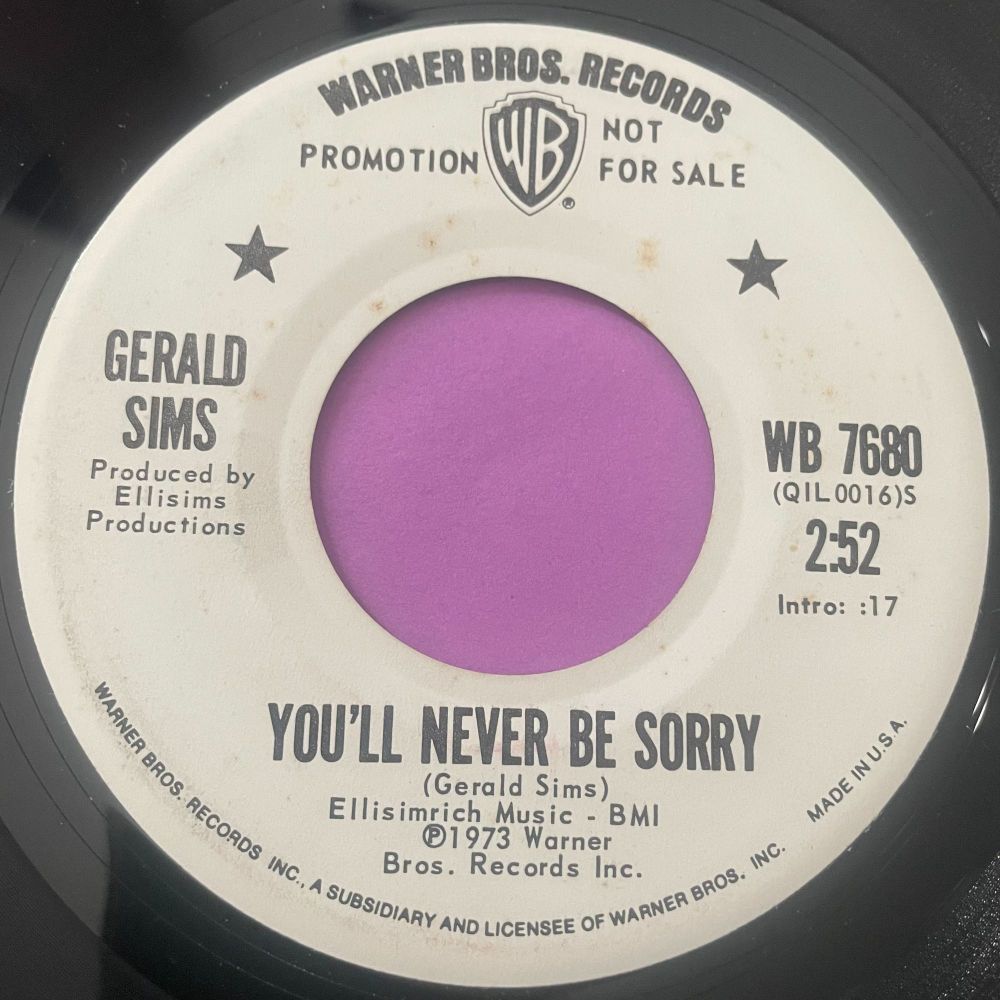 WARNER BROS. RECORDS
PROMOTION WB NOT
FOR SALE
®
GERALD
SIMS
Produced by
Ellisims
Productions
WB 7680
(QIL 0016)S
2:52
Intro: :17
YOU'LL NEVER BE SORRY
(Gerald Sims)
Ellisimrich Music - BMI
℗1973 Warner
Bros. Records Inc.
WARNER BROS. RECORDS INC., A SUBSIDIARY AND LICENSEE OF WARNER BROS. INC. MADE IN U.S.A.